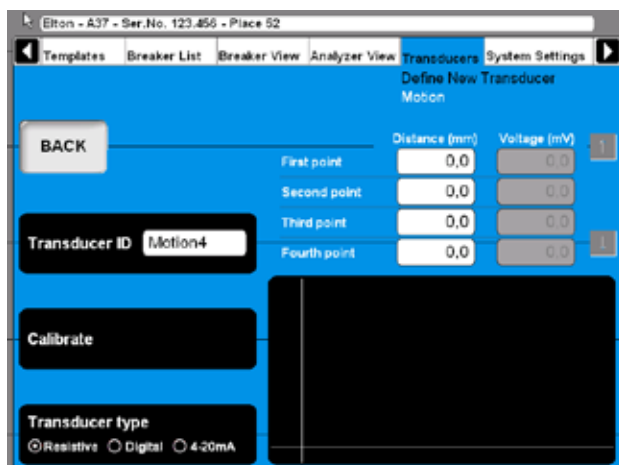 Elton - A37 - Ser.No. 123.456 - Place 52
Templates Breaker List Breaker View Analyzer View Transducers System Settings
Define New Transducer
Motion
BACK
Distance (mm) Voltage (mV)
1
First point 0,0 0.0
Second point 0,0 0.0
Third point 0,0 0.0
Transducer ID Motion4
1
Fourth point 0,0 0.0
Calibrate
Transducer type
Resistive Digital 4-20mA